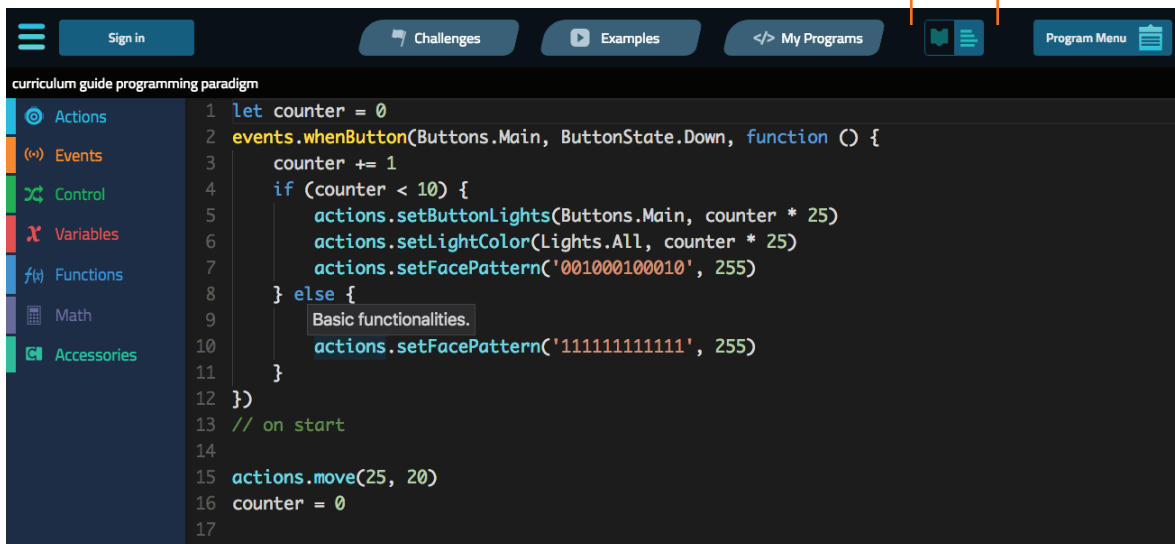 Sign in
Challenges
Examples
</> My Programs
Program Menu
curriculum guide programming paradigm
Actions
Events
Control
x Variables
f(x) Functions
Math
Accessories
1 let counter = 0
2 events.whenButton(Buttons.Main, ButtonState.Down, function () {
3     counter += 1
4     if (counter < 10) {
5         actions.setButtonLights(Buttons.Main, counter * 25)
6         actions.setLightColor(Lights.All, counter * 25)
7         actions.setFacePattern('001000100010', 255)
8     } else {
9         Basic functionalities.
10         actions.setFacePattern('111111111111', 255)
11     }
12 })
13 // on start
14
15 actions.move(25, 20)
16 counter = 0
17